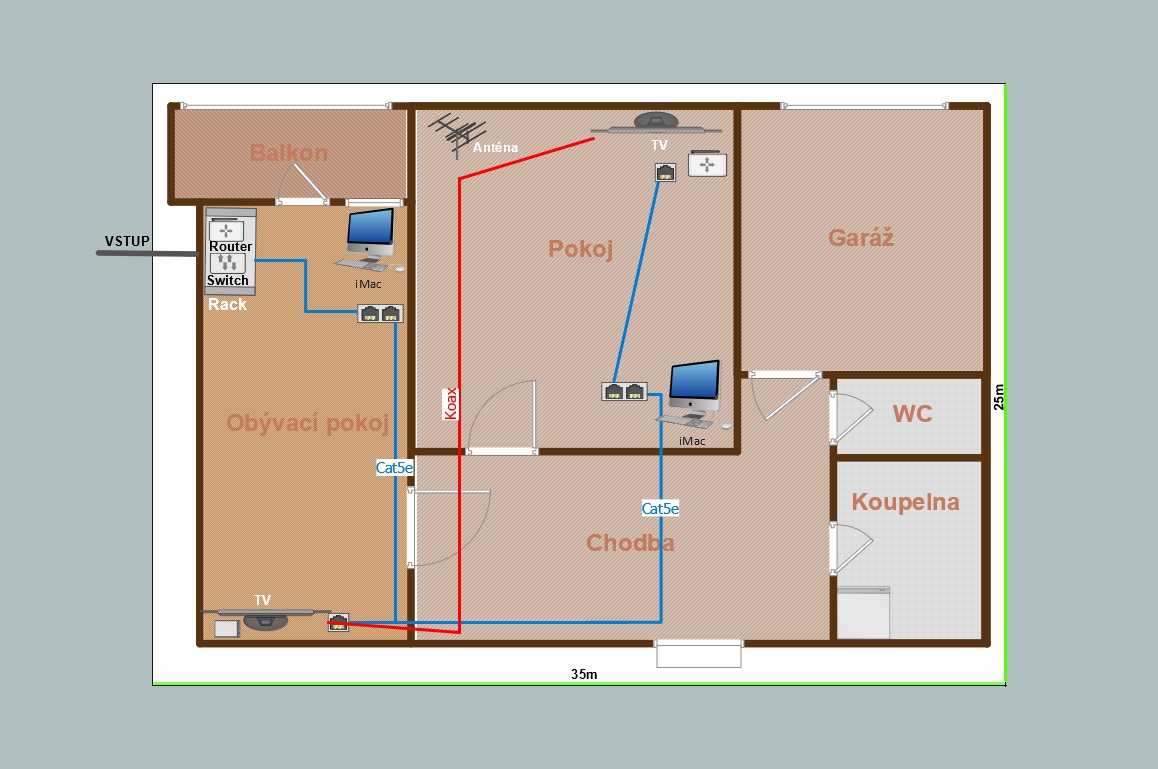 Balkon
Anténa
TV
VSTUP
Router
Switch
Rack
iMac
Pokoj
Garáž
Koax
Obývací pokoj
iMac
WC
25m
Cat5e
Cat5e
Koupelna
Chodba
TV
35m